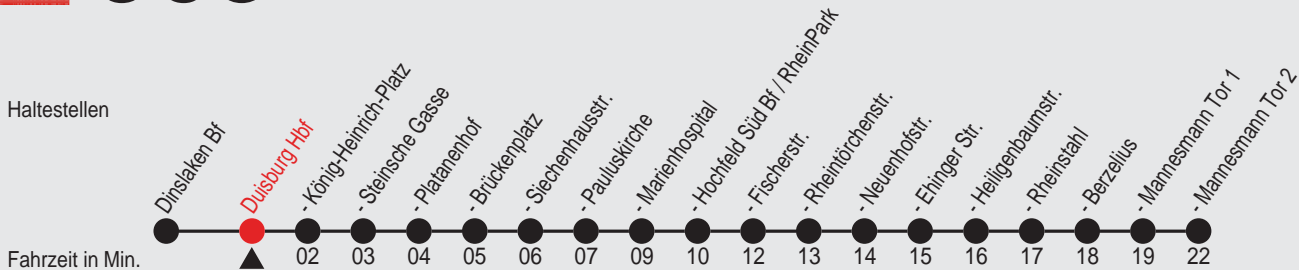 Haltestellen
Dinslaken Bf
Duisburg Hbf
- König-Heinrich-Platz
- Steinsche Gasse
- Platanenhof
- Brückenplatz
- Siechenhausstr.
- Pauluskirche
- Marienhospital
- Hochfeld Süd Bf / RheinPark
- Fischerstr.
- Rheintörchenstr.
- Neuenhofstr.
- Ehinger Str.
- Heiligenbaumstr.
- Rheinstahl
- Berzelius
- Mannesmann Tor 1
- Mannesmann Tor 2
Fahrzeit in Min. 02 03 04 05 06 07 09 10 12 13 14 15 16 17 18 19 22